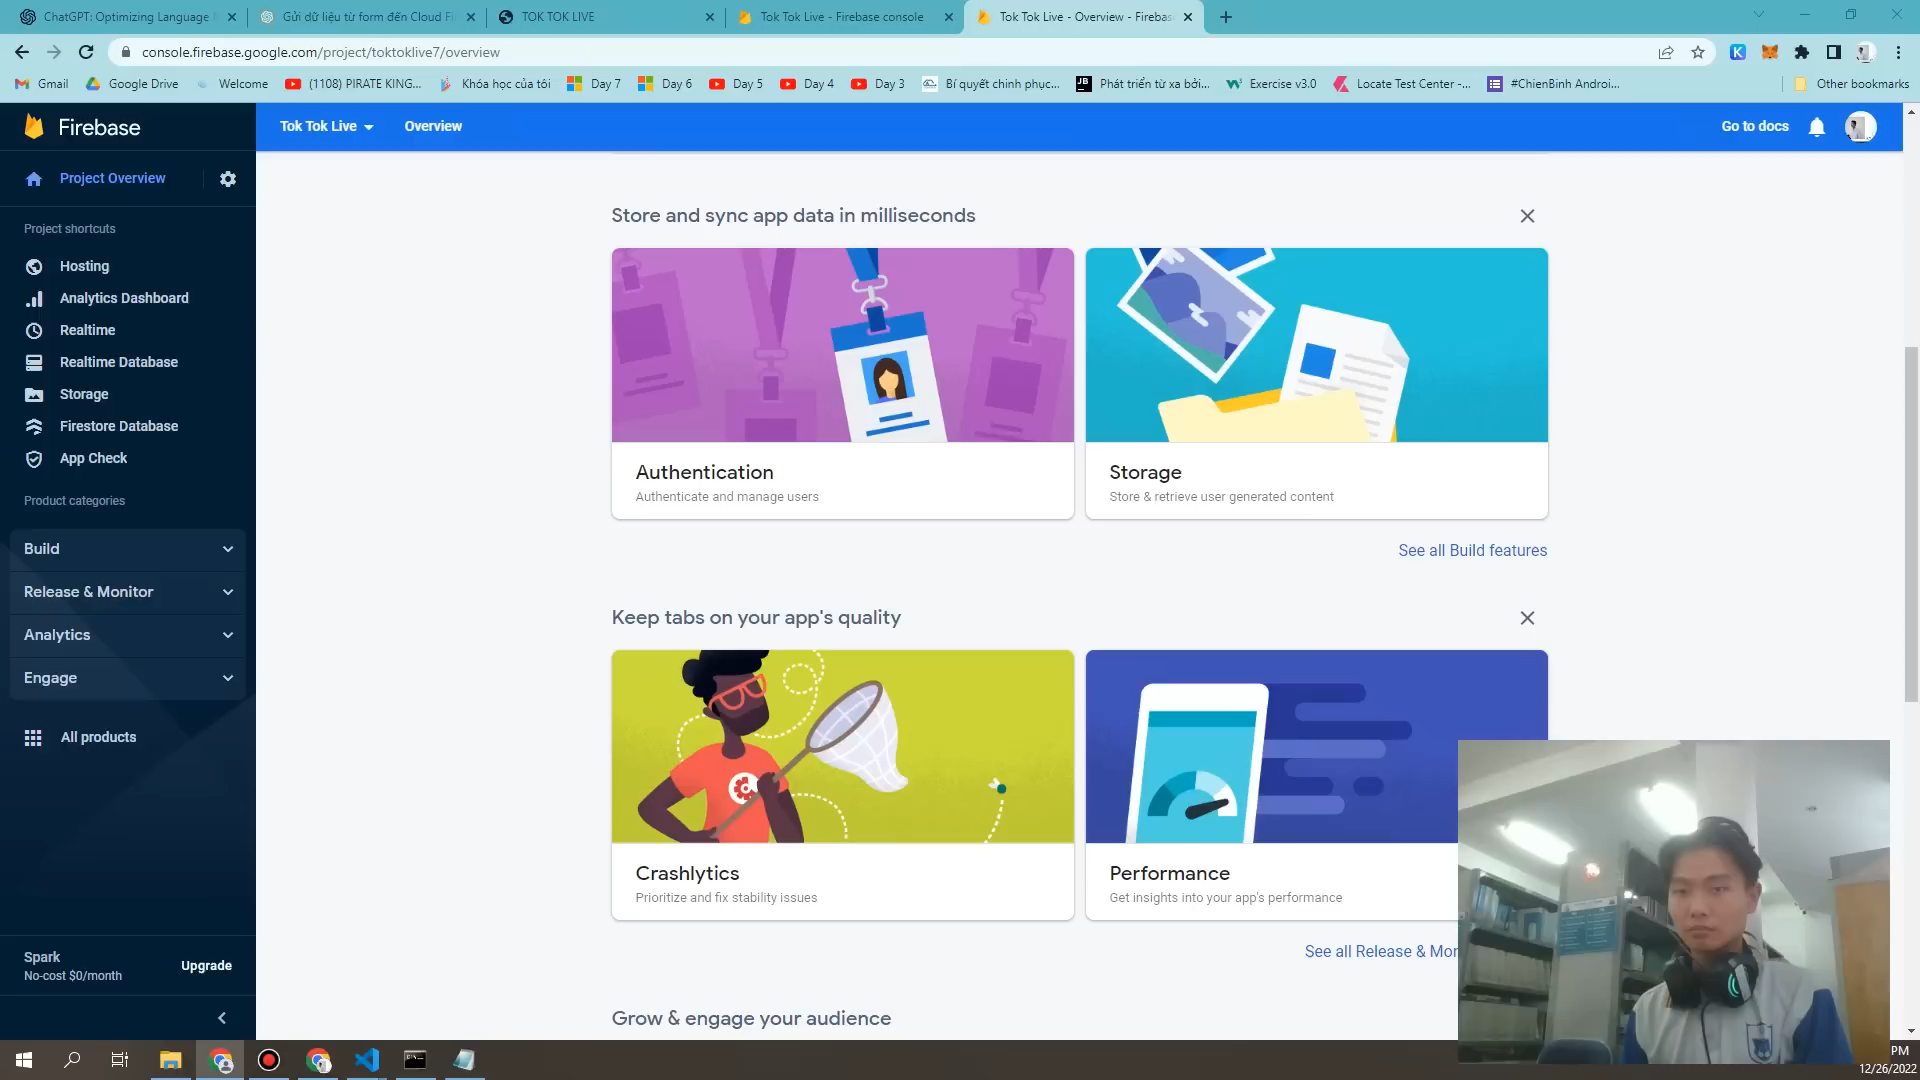 ChatGPT: Optimizing Language M
Gửi dữ liệu từ form đến Cloud Fi
TOK TOK LIVE
Tok Tok Live - Firebase console
Tok Tok Live - Overview - Firebas
console.firebase.google.com/project/toktoklive7/overview
Gmail
Google Drive
Welcome
(1108) PIRATE KING...
Khóa học của tôi
Day 7
Day 6
Day 5
Day 4
Day 3
Bí quyết chinh phục...
Phát triển từ xa bởi...
Exercise v3.0
Locate Test Center -...
#ChienBinh Androi...
Other bookmarks
Firebase
Tok Tok Live
Overview
Go to docs
Project Overview
Project shortcuts
Hosting
Analytics Dashboard
Realtime
Realtime Database
Storage
Firestore Database
App Check
Product categories
Build
Release & Monitor
Analytics
Engage
All products
Spark
No-cost $0/month
Upgrade
Store and sync app data in milliseconds
Authentication
Authenticate and manage users
Storage
Store & retrieve user generated content
See all Build features
Keep tabs on your app's quality
Crashlytics
Prioritize and fix stability issues
Performance
Get insights into your app's performance
See all Release & Mon
Grow & engage your audience
PM
12/26/2022